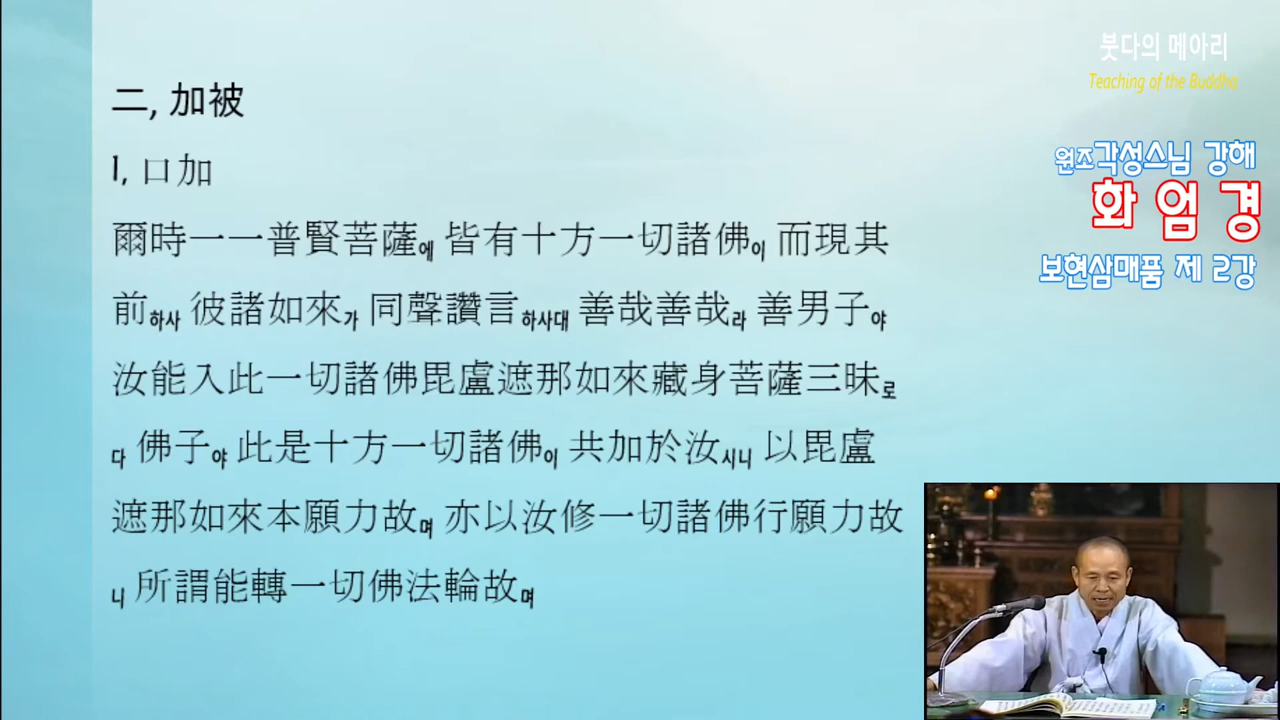 二, 加被
1, 口加
爾時一一普賢菩薩에 皆有十方一切諸佛이 而現其
前하사 彼諸如來가 同聲讚言하사대 善哉善哉라 善男子야
汝能入此一切諸佛毘盧遮那如來藏身菩薩三昧로
다 佛子야 此是十方一切諸佛이 共加於汝시니 以毘盧
遮那如來本願力故며 亦以汝修一切諸佛行願力故
니 所謂能轉一切佛法輪故며
붓다의 메아리
Teaching of the Buddha
원조각성스님 강해
화엄경
보현삼매품 제 2강